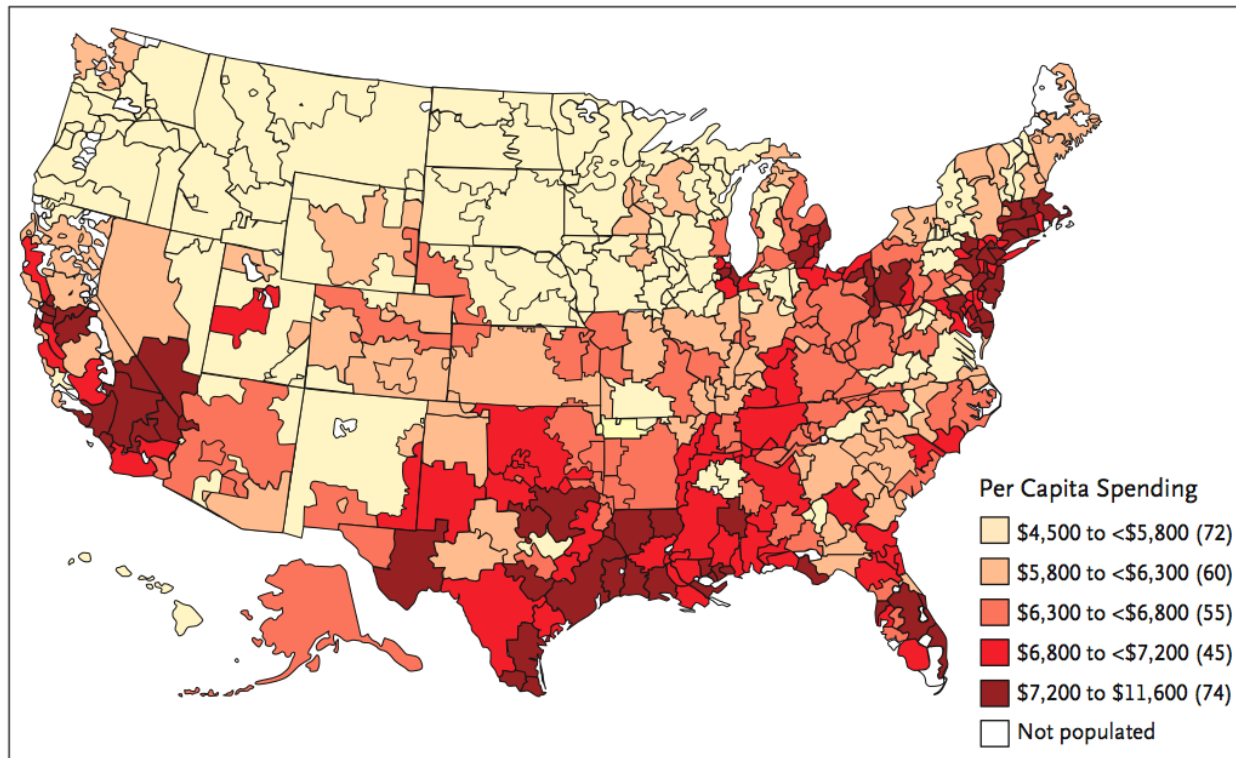 Per Capita Spending
$4,500 to <$5,800 (72)
$5,800 to <$6,300 (60)
$6,300 to <$6,800 (55)
$6,800 to <$7,200 (45)
$7,200 to $11,600 (74)
Not populated